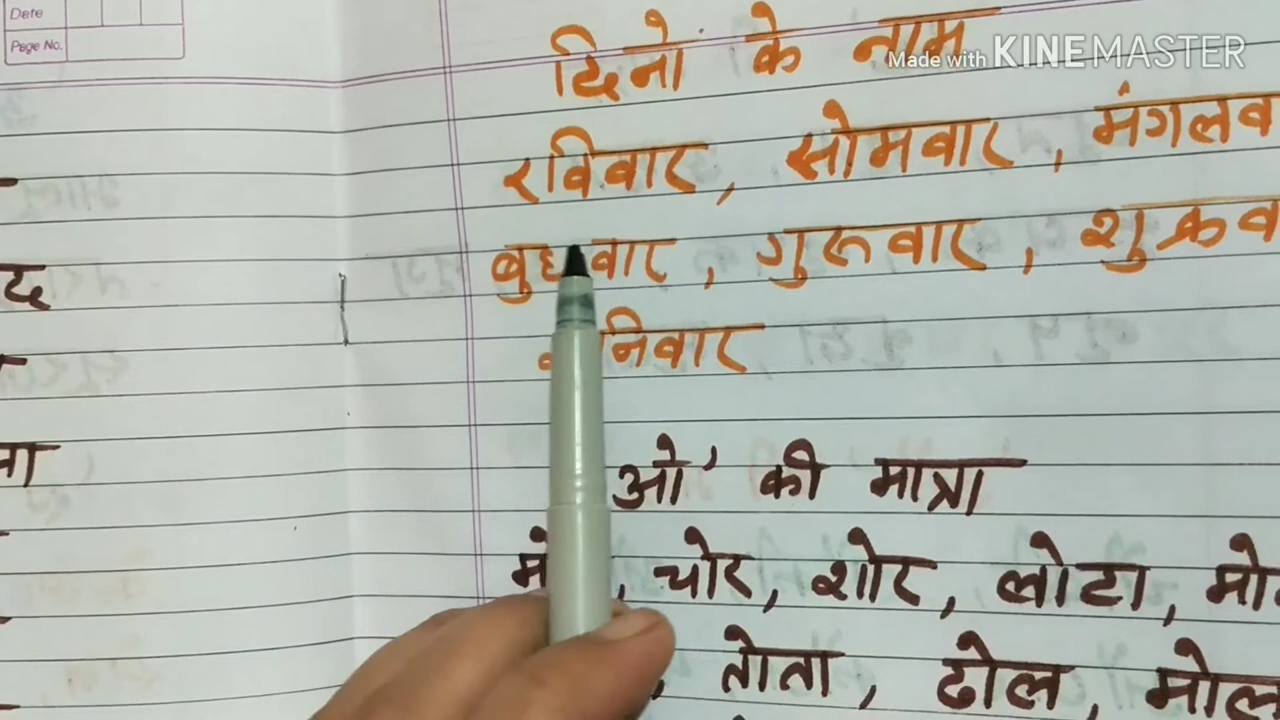 Date
Page No.
दिनों के नाम
Made with KINEMASTER
रविवार, सोमवार, मंगलव
बुधवार, गुरूवार, शुक्रव
निवार
ओ' की मात्रा
चोर, शोर, लोटा,
तोता, ढोल, मोल